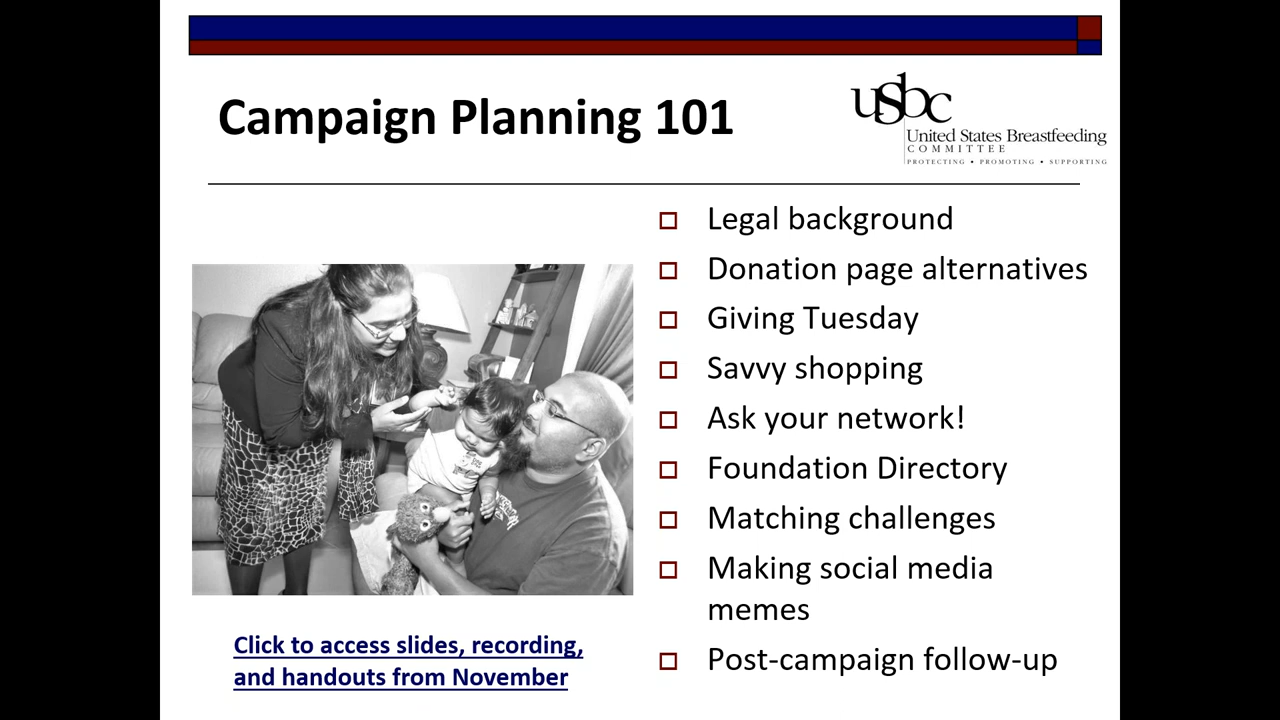 Campaign Planning 101
usbc
United States Breastfeeding
COMMITTEE
PROTECTING • PROMOTING • SUPPORTING
Legal background
Donation page alternatives
Giving Tuesday
Savvy shopping
Ask your network!
Foundation Directory
Matching challenges
Making social media
memes
Post-campaign follow-up
Click to access slides, recording,
and handouts from November